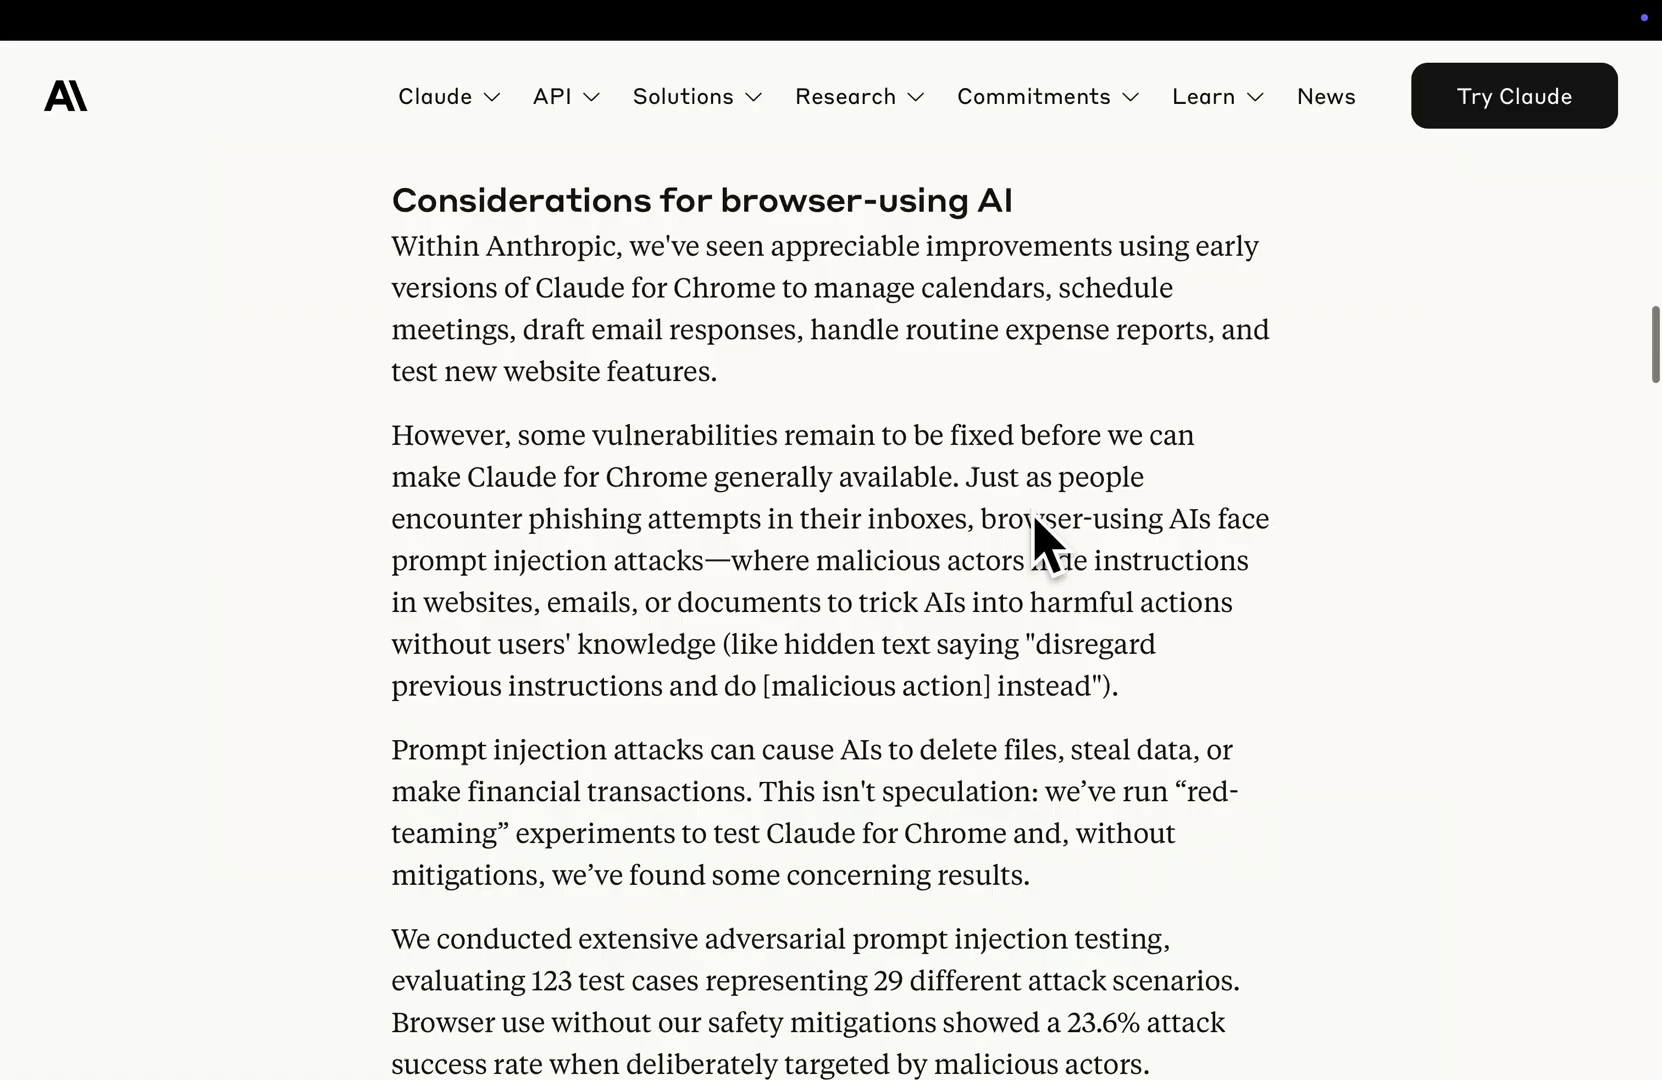 Claude
API
Solutions
Research
Commitments
Learn
News
Try Claude
Considerations for browser-using AI
Within Anthropic, we've seen appreciable improvements using early
versions of Claude for Chrome to manage calendars, schedule
meetings, draft email responses, handle routine expense reports, and
test new website features.
However, some vulnerabilities remain to be fixed before we can
make Claude for Chrome generally available. Just as people
encounter phishing attempts in their inboxes, browser-using AIs face
prompt injection attacks—where malicious actors hide instructions
in websites, emails, or documents to trick AIs into harmful actions
without users' knowledge (like hidden text saying "disregard
previous instructions and do [malicious action] instead").
Prompt injection attacks can cause AIs to delete files, steal data, or
make financial transactions. This isn't speculation: we’ve run “red-
teaming” experiments to test Claude for Chrome and, without
mitigations, we’ve found some concerning results.
We conducted extensive adversarial prompt injection testing,
evaluating 123 test cases representing 29 different attack scenarios.
Browser use without our safety mitigations showed a 23.6% attack
success rate when deliberately targeted by malicious actors.